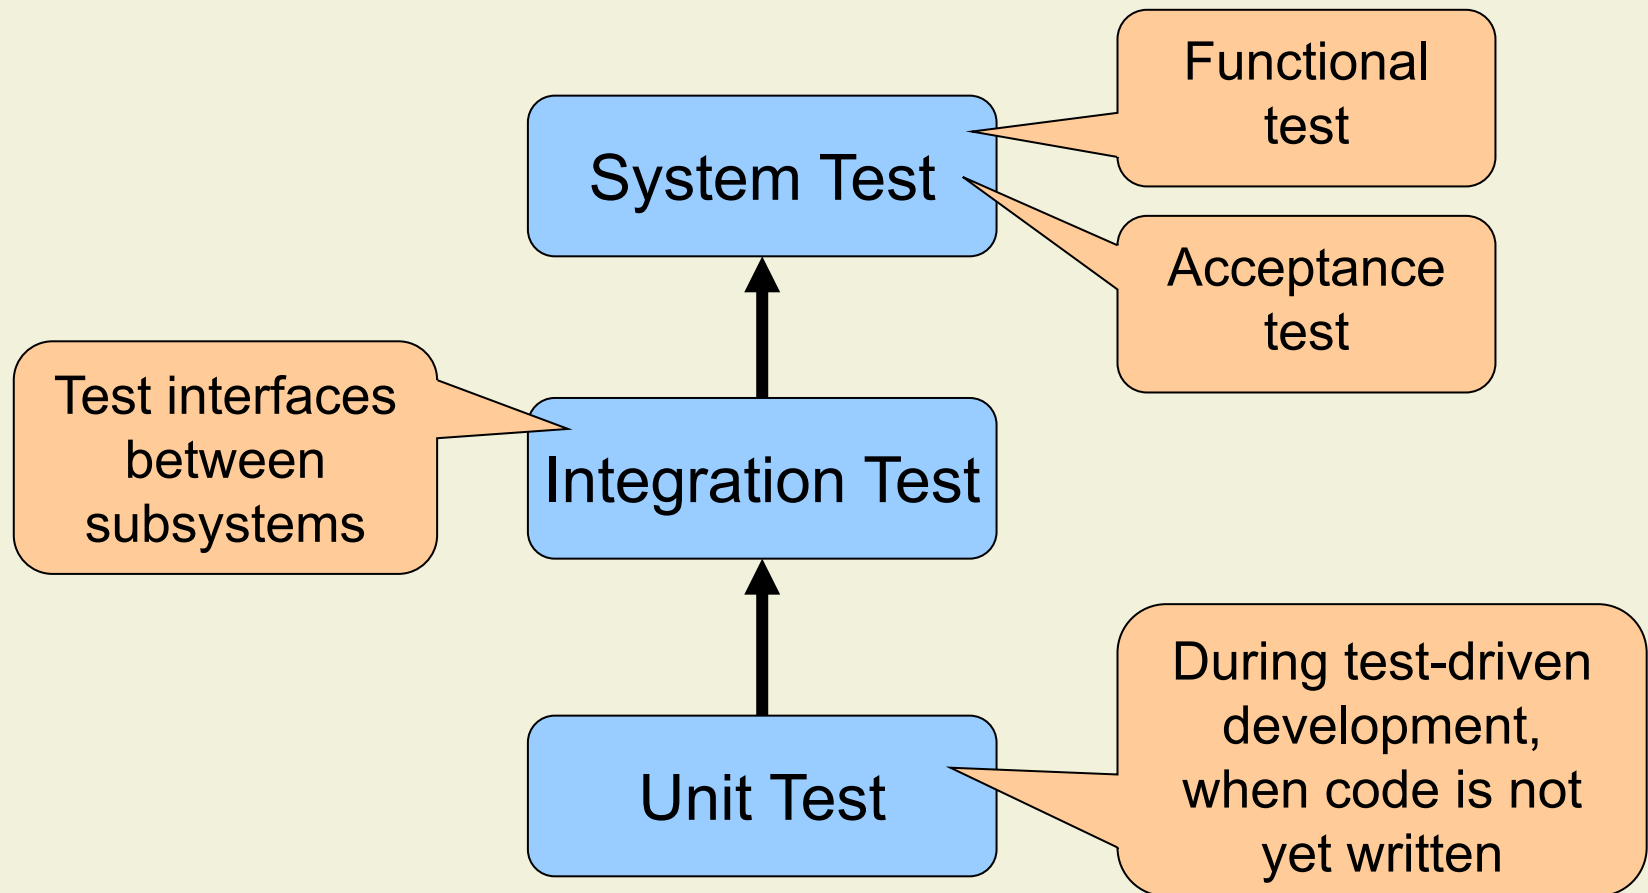 Functional
test
System Test
Acceptance
test
Test interfaces
between
subsystems
Integration Test
During test-driven
development,
when code is not
yet written
Unit Test